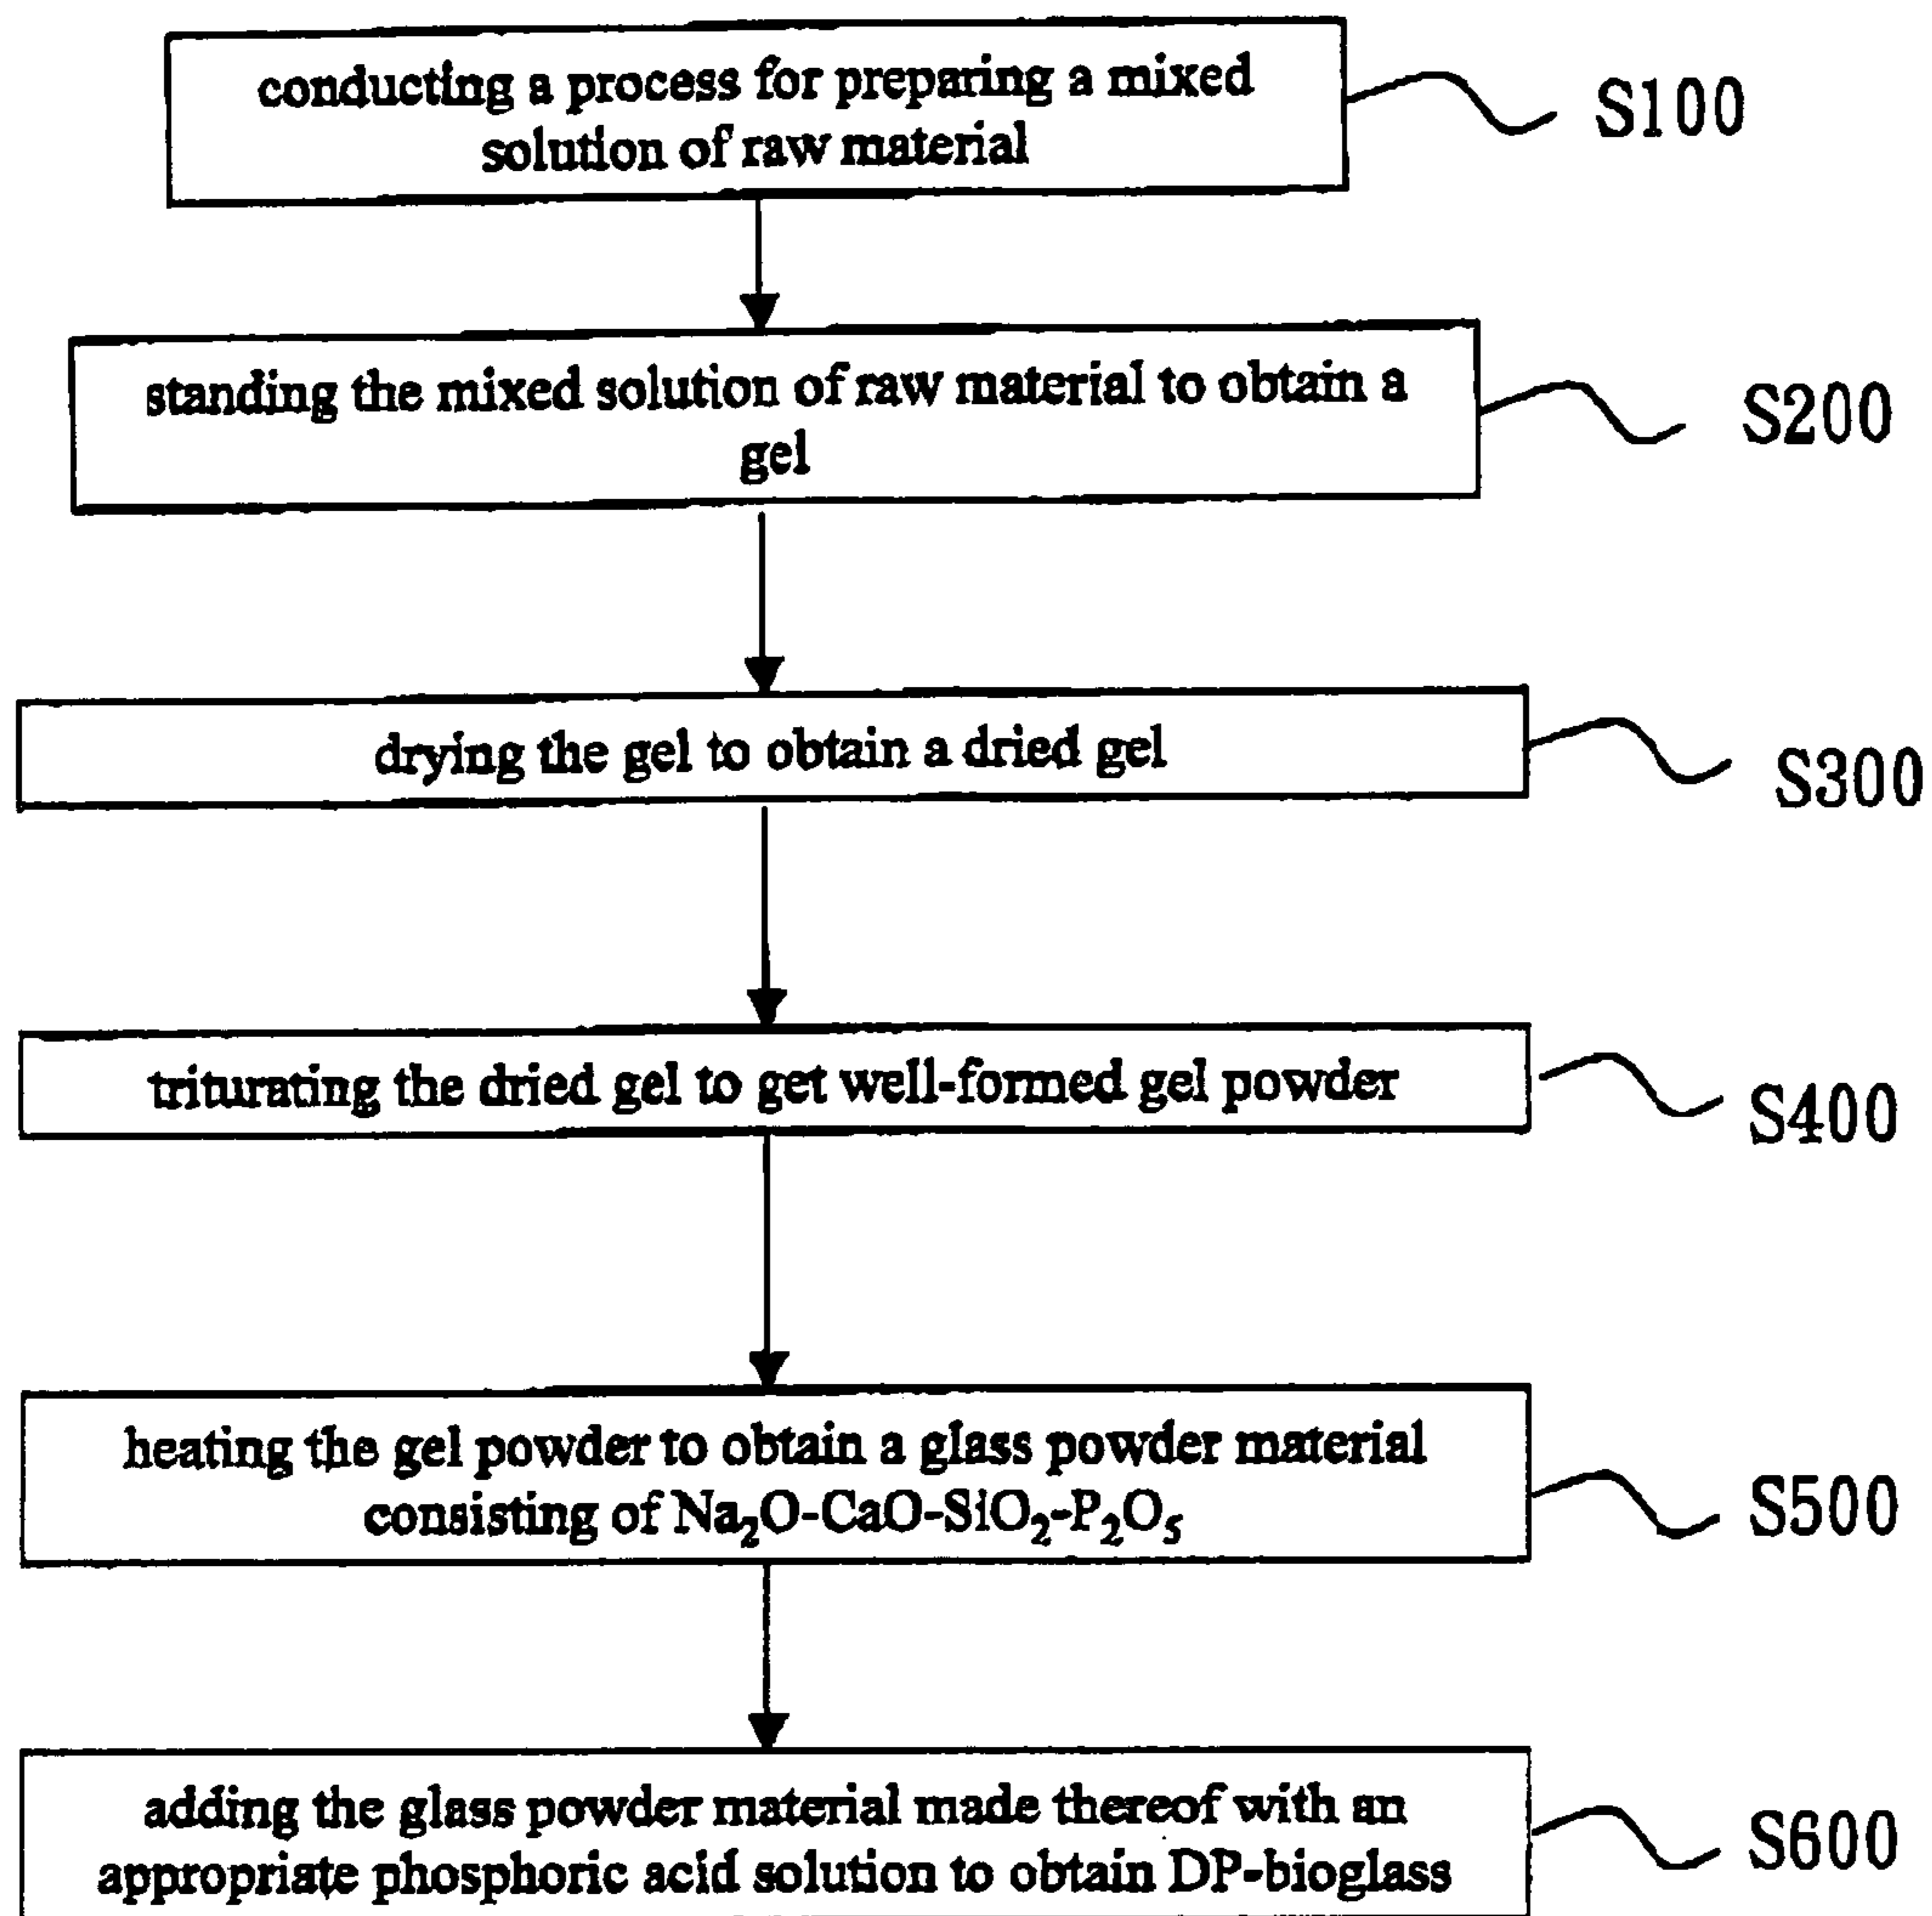 conducting a process for preparing a mixed
solution of raw material
S100
standing the mixed solution of raw material to obtain a
gel
S200
drying the gel to obtain a dried gel
S300
triturating the dried gel to get well-formed gel powder
S400
heating the gel powder to obtain a glass powder material
consisting of Na₂O-CaO-SiO₂-P₂O₅
S500
adding the glass powder material made thereof with an
appropriate phosphoric acid solution to obtain DP-bioglass
S600